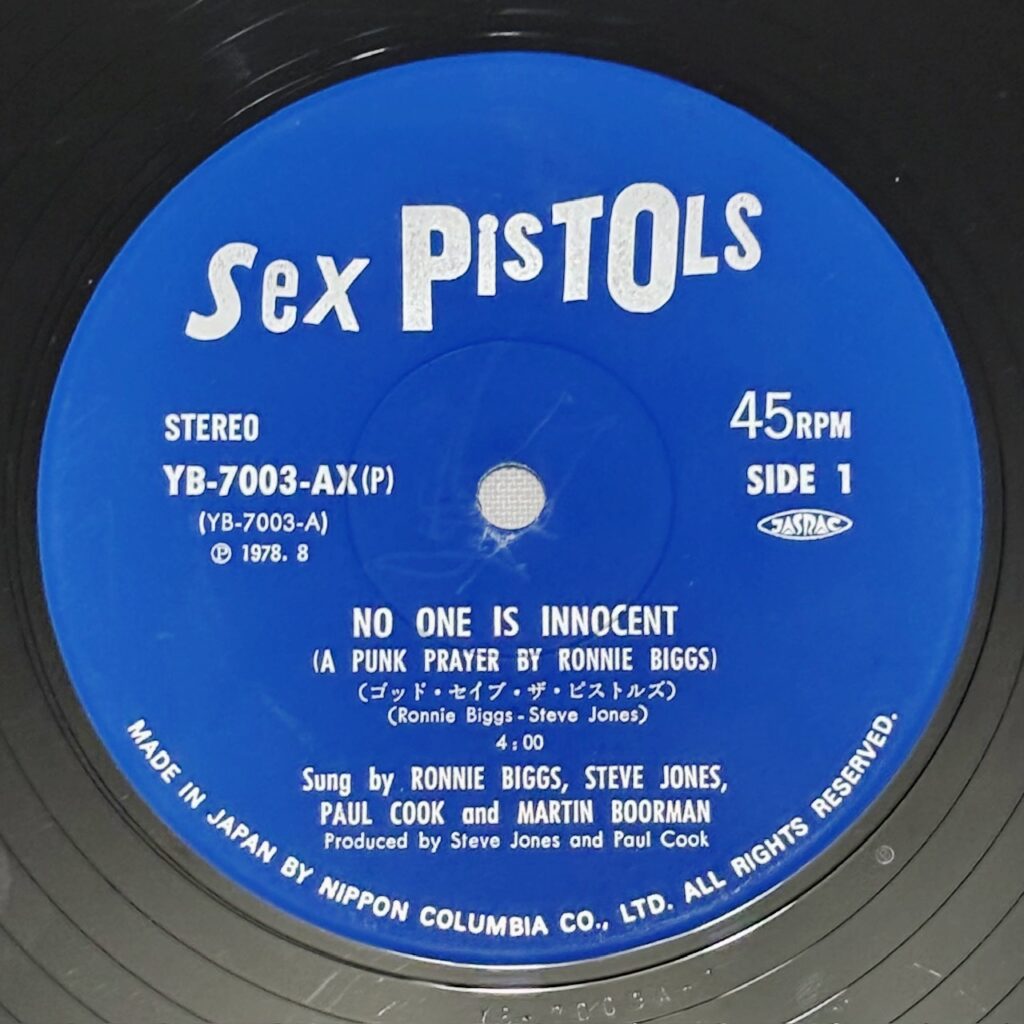 Sex PISTOLS
STEREO
YB-7003-AX(P)
(YB-7003-A)
Ⓟ 1978. 8
45RPM
SIDE 1
JASRAC
NO ONE IS INNOCENT
(A PUNK PRAYER BY RONNIE BIGGS)
(ゴッド・セイブ・ザ・ピストルズ)
(Ronnie Biggs - Steve Jones)
4:00
Sung by RONNIE BIGGS, STEVE JONES,
PAUL COOK and MARTIN BOORMAN
Produced by Steve Jones and Paul Cook
MADE IN JAPAN BY NIPPON COLUMBIA CO., LTD. ALL RIGHTS RESERVED.